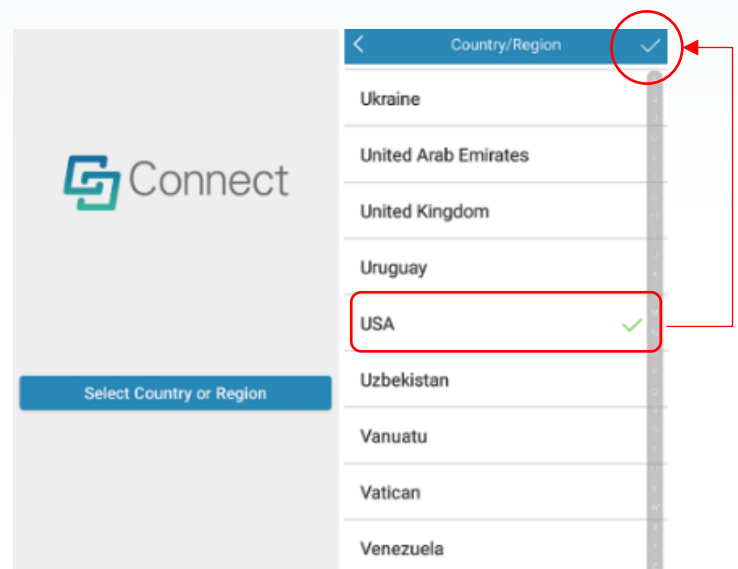 Connect
Select Country or Region
Country/Region
Ukraine
United Arab Emirates
United Kingdom
Uruguay
USA
Uzbekistan
Vanuatu
Vatican
Venezuela